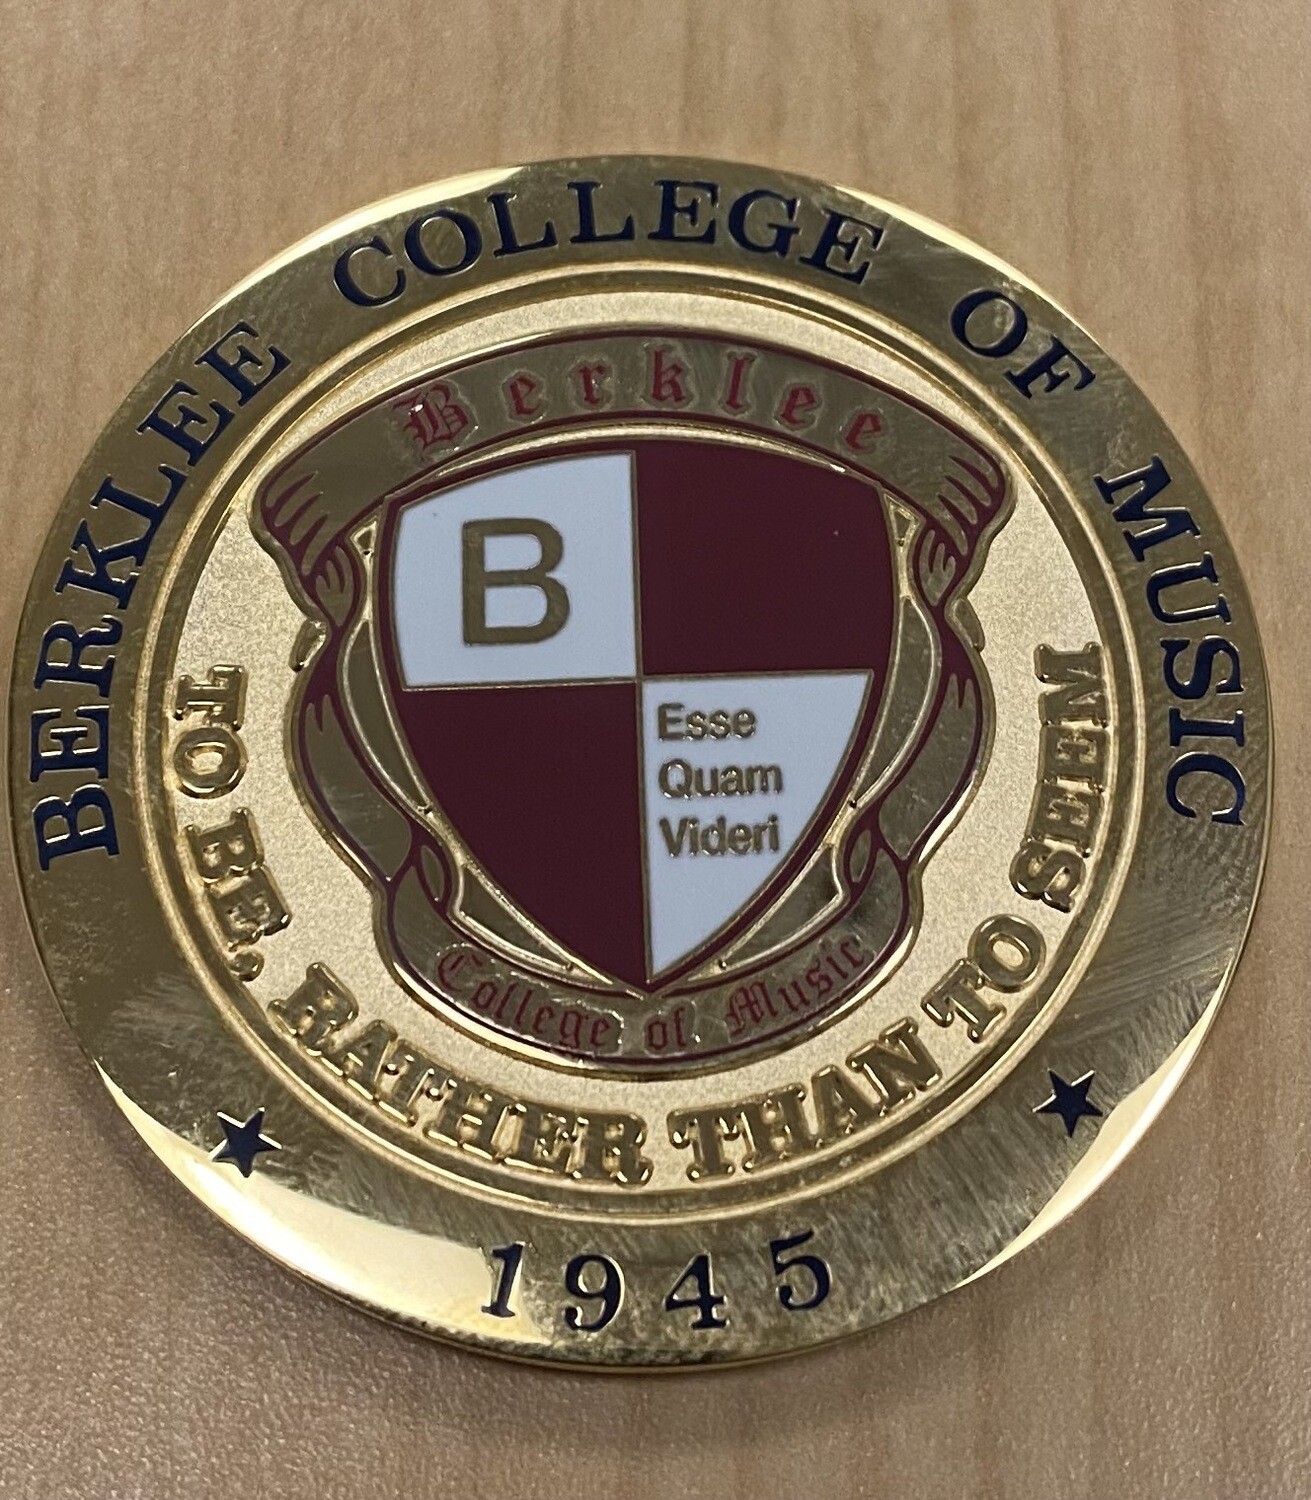 BERKLEE COLLEGE OF MUSIC
Berklee
B
Esse
Quam
Videri
College of Music
TO BE, RATHER THAN TO SEEM
1945